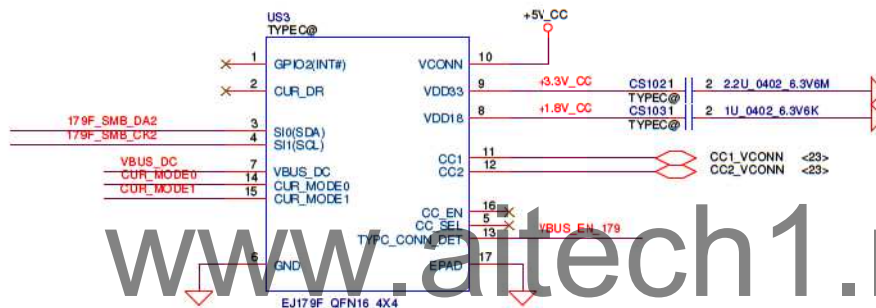 US3
TYPEC@
+5V_CC
1 GPIO2(INT#) VCONN 10
2 CUR_DR VDD33 9 +3.3V_CC CS1021 2 2.2U_0402_6.3V6M
TYPEC@
VDD18 8 +1.8V_CC CS1031 2 1U_0402_6.3V6K
TYPEC@
179F_SMB_DA2 3 SI0(SDA)
179F_SMB_CK2 4 SI1(SCL)
CC1 11 CC1_VCONN <23>
CC2 12 CC2_VCONN <23>
VBUS_DC 7 VBUS_DC
CUR_MODE0 14 CUR_MODE0
CUR_MODE1 15 CUR_MODE1
CC_EN 16
CC_SEL 5
TYPC_CONN_DET 13 VBUS_EN_179
6 GND EPAD 17
www.aitech1.
EJ179F_QFN16_4X4